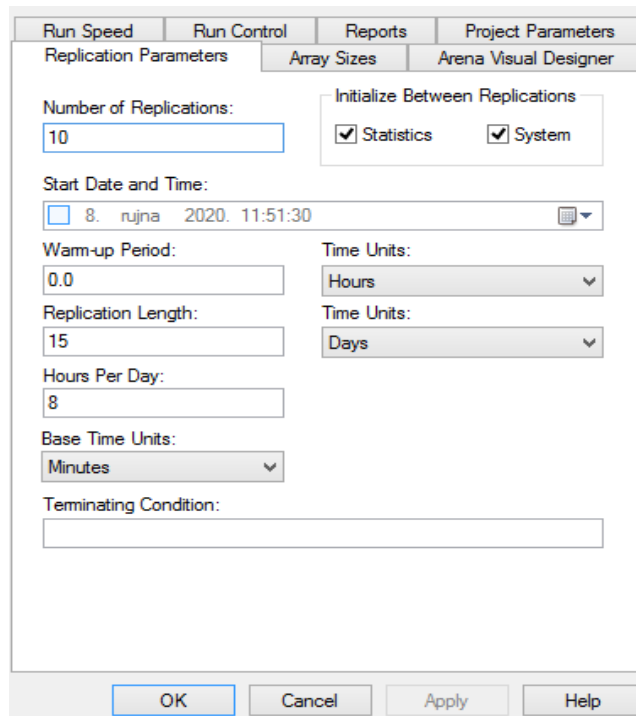 Run Speed Run Control Reports Project Parameters
Replication Parameters Array Sizes Arena Visual Designer
Number of Replications:
10
Initialize Between Replications
Statistics System
Start Date and Time:
8. rujna 2020. 11:51:30
Warm-up Period: Time Units:
0.0 Hours
Replication Length: Time Units:
15 Days
Hours Per Day:
8
Base Time Units:
Minutes
Terminating Condition:
OK Cancel Apply Help